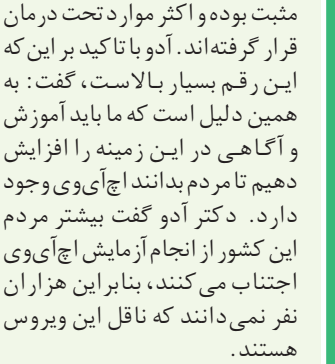 مثبت بوده و اکثر موارد تحت درمان
قرار گرفته‌اند. آدو با تاکید بر این که
این رقم بسیار بالاست، گفت: به
همین دلیل است که ما باید آموزش
و آگاهی در این زمینه را افزایش
دهیم تا مردم بدانند اچ‌آی‌وی وجود
دارد. دکتر آدو گفت بیشتر مردم
این کشور از انجام آزمایش اچ‌آی‌وی
اجتناب می‌کنند، بنابراین هزاران
نفر نمی‌دانند که ناقل این ویروس
هستند.